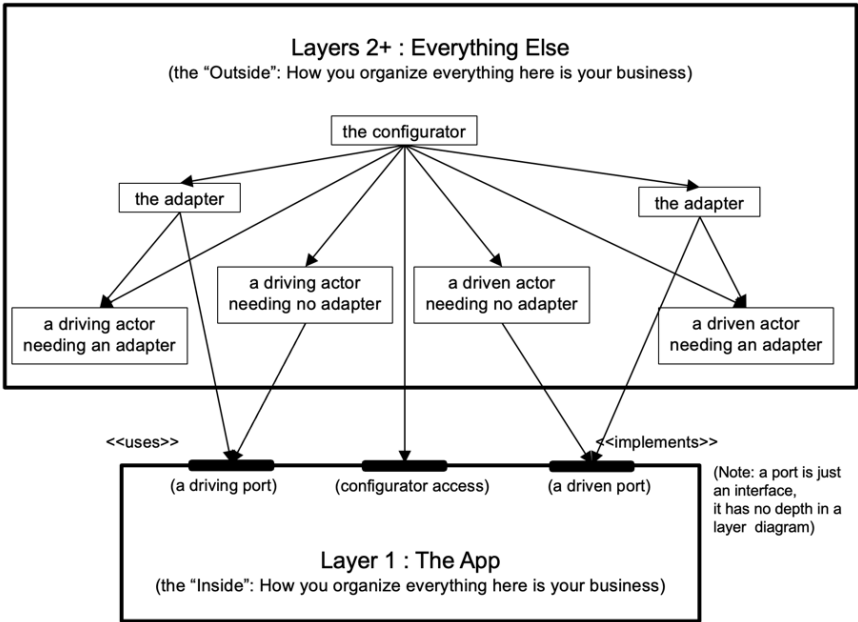 Layers 2+ : Everything Else
(the “Outside”: How you organize everything here is your business)
the configurator
the adapter
the adapter
a driving actor
needing no adapter
a driven actor
needing no adapter
a driving actor
needing an adapter
a driven actor
needing an adapter
<<uses>>
<<implements>>
(a driving port)
(configurator access)
(a driven port)
(Note: a port is just
an interface,
it has no depth in a
layer diagram)
Layer 1 : The App
(the “Inside”: How you organize everything here is your business)